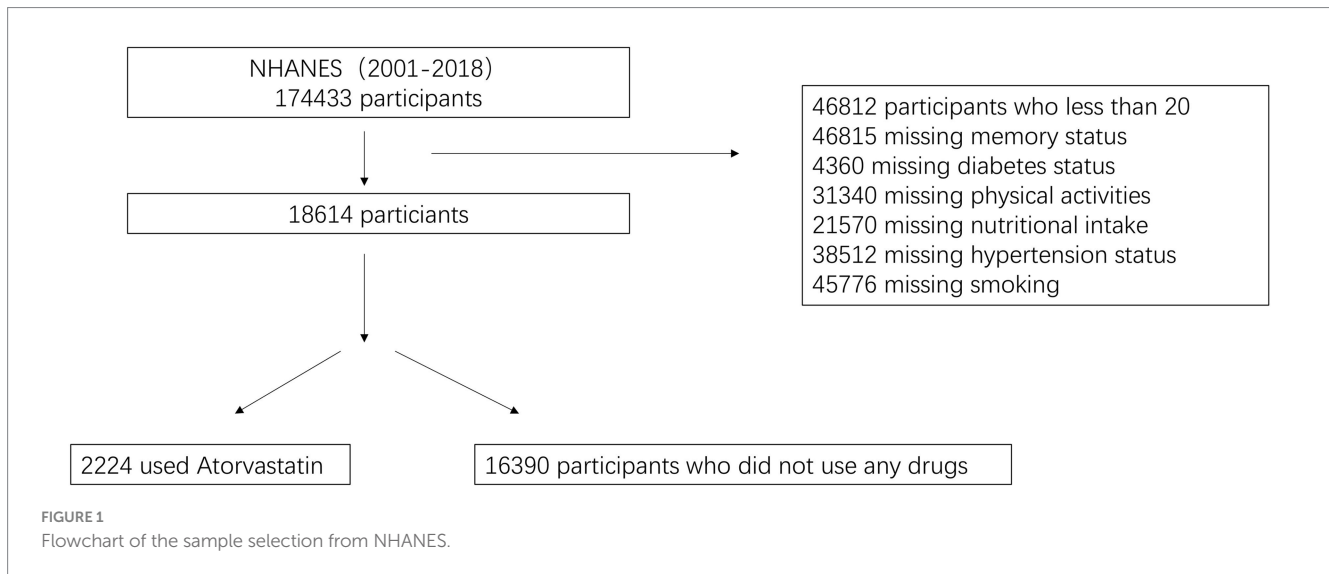 NHANES（2001-2018）
174433 participants
46812 participants who less than 20
46815 missing memory status
4360 missing diabetes status
31340 missing physical activities
21570 missing nutritional intake
38512 missing hypertension status
45776 missing smoking
18614 particiants
2224 used Atorvastatin
16390 participants who did not use any drugs
FIGURE 1
Flowchart of the sample selection from NHANES.